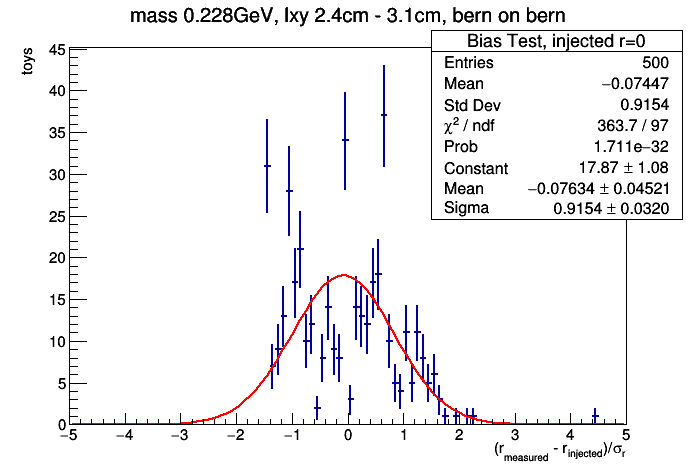 mass 0.228GeV, lxy 2.4cm - 3.1cm, bern on bern
toys
Bias Test, injected r=0
Entries 500
Mean −0.07447
Std Dev 0.9154
χ² / ndf 363.7 / 97
Prob 1.711e−32
Constant 17.87 ± 1.08
Mean −0.07634 ± 0.04521
Sigma 0.9154 ± 0.0320
45
40
35
30
25
20
15
10
5
0
−5 −4 −3 −2 −1 0 1 2 3 4 5
(r_measured - r_injected)/σ_r